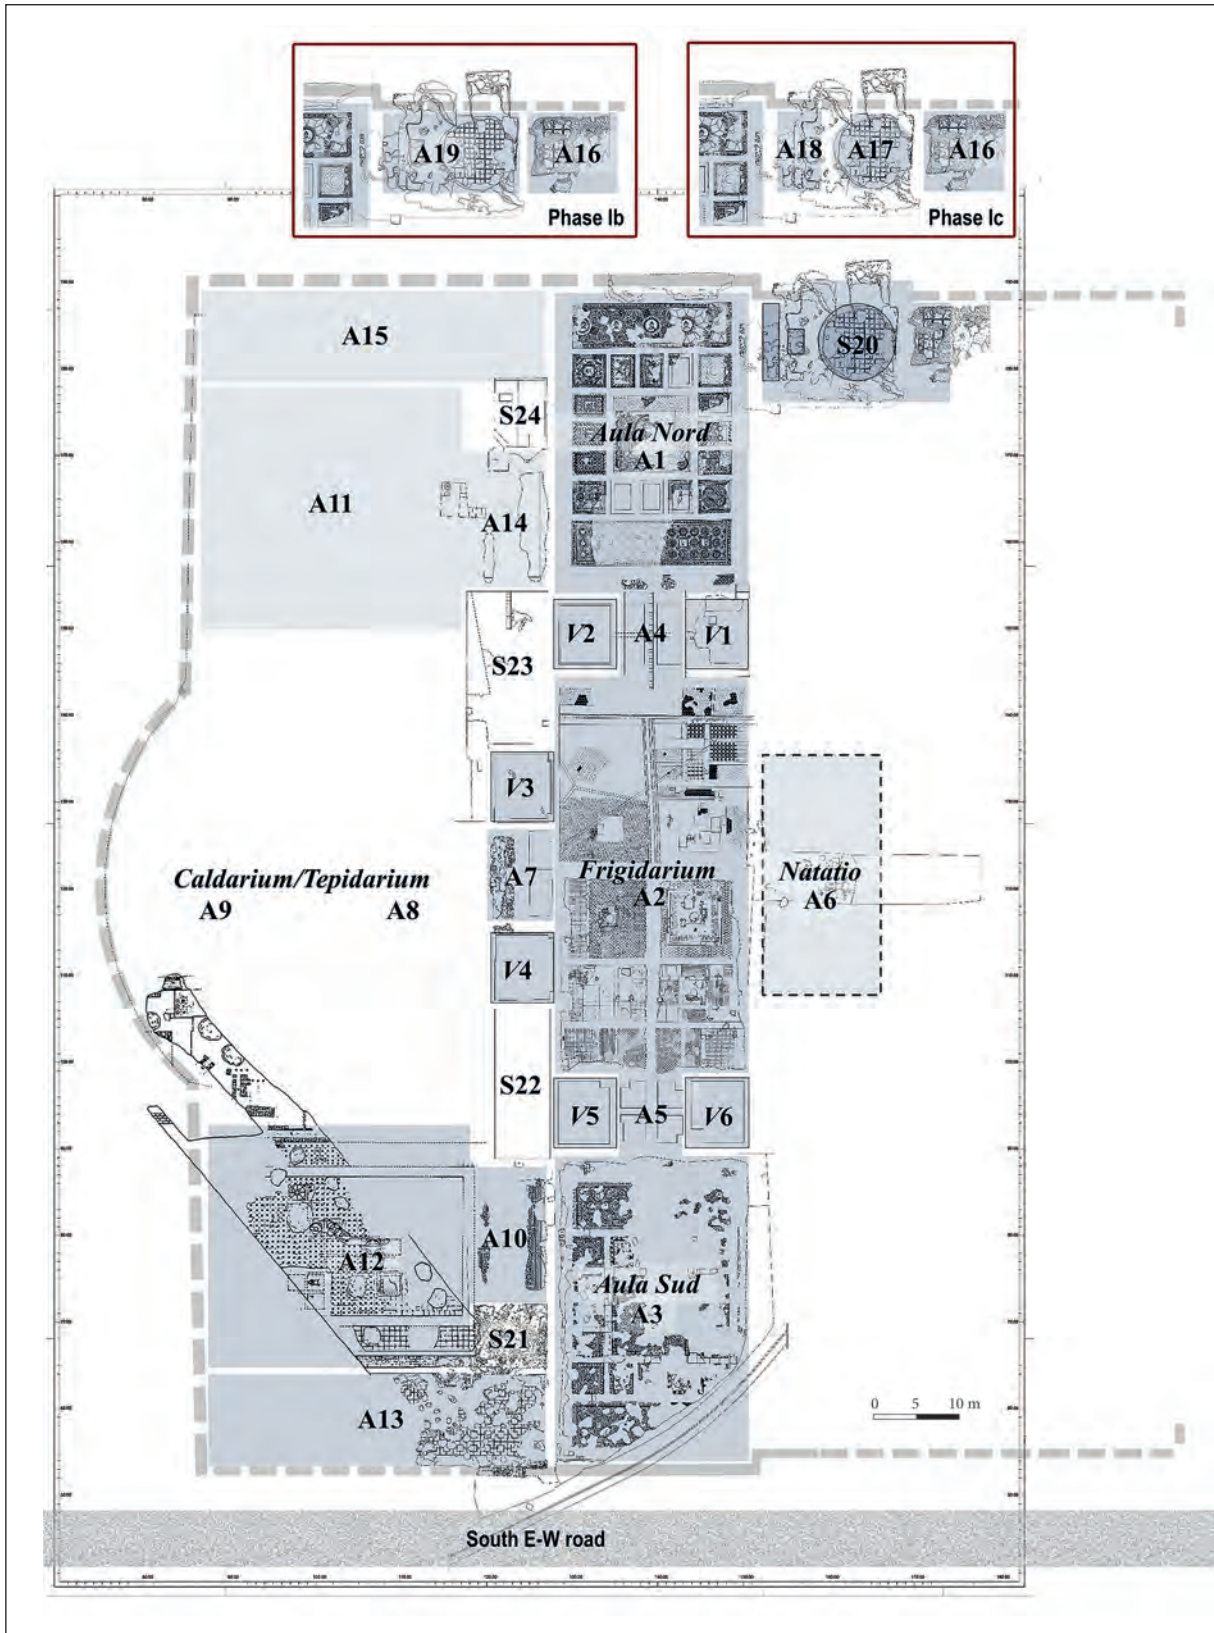 A19
A16
Phase Ib
A18
A17
A16
Phase Ic
A15
S20
S24
Aula Nord
A1
A11
A14
V2
A4
V1
S23
V3
Caldarium/Tepidarium
A9
A8
A7
Frigidarium
A2
Natatio
A6
V4
S22
V5
A5
V6
A10
A12
Aula Sud
A3
S21
A13
0 5 10 m
South E-W road